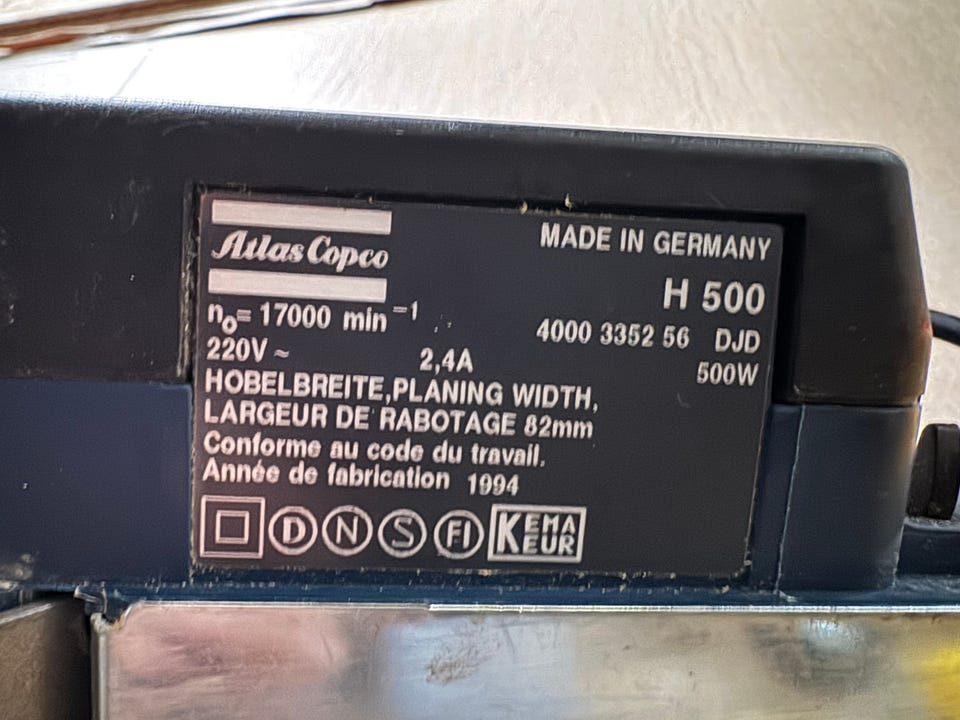 Atlas Copco
MADE IN GERMANY
H 500
n₀= 17000 min⁻¹
4000 3352 56 DJD
220V ~ 2,4A 500W
HOBELBREITE,PLANING WIDTH,
LARGEUR DE RABOTAGE 82mm
Conforme au code du travail.
Année de fabrication 1994
D N S FI KEMA EUR